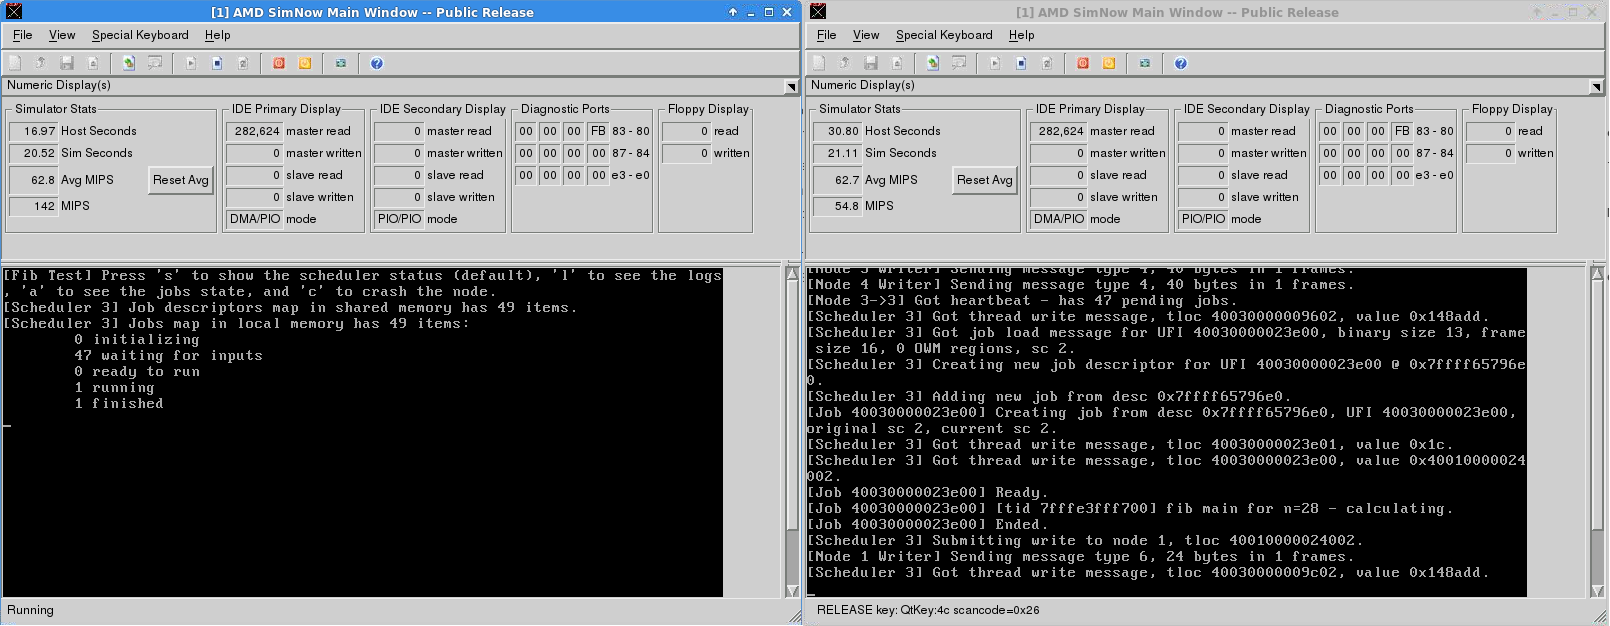 [1] AMD SimNow Main Window -- Public Release
File View Special Keyboard Help
Numeric Display(s)
Simulator Stats
16.97 Host Seconds
20.52 Sim Seconds
62.8 Avg MIPS Reset Avg
142 MIPS
IDE Primary Display
282,624 master read
0 master written
0 slave read
0 slave written
DMA/PIO mode
IDE Secondary Display
0 master read
0 master written
0 slave read
0 slave written
PIO/PIO mode
Diagnostic Ports
00 00 00 FB 83 - 80
00 00 00 00 87 - 84
00 00 00 00 e3 - e0
Floppy Display
0 read
0 written
[Fib Test] Press 's' to show the scheduler status (default), 'l' to see the logs
, 'a' to see the jobs state, and 'c' to crash the node.
[Scheduler 3] Job descriptors map in shared memory has 49 items.
[Scheduler 3] Jobs map in local memory has 49 items:
0 initializing
47 waiting for inputs
0 ready to run
1 running
1 finished
_
Running
[1] AMD SimNow Main Window -- Public Release
File View Special Keyboard Help
Numeric Display(s)
Simulator Stats
30.80 Host Seconds
21.11 Sim Seconds
62.7 Avg MIPS Reset Avg
54.8 MIPS
IDE Primary Display
282,624 master read
0 master written
0 slave read
0 slave written
DMA/PIO mode
IDE Secondary Display
0 master read
0 master written
0 slave read
0 slave written
PIO/PIO mode
Diagnostic Ports
00 00 00 FB 83 - 80
00 00 00 00 87 - 84
00 00 00 00 e3 - e0
Floppy Display
0 read
0 written
[Node 3 Writer] Sending message type 4, 40 bytes in 1 frames.
[Node 4 Writer] Sending message type 4, 40 bytes in 1 frames.
[Node 3->3] Got heartbeat - has 47 pending jobs.
[Scheduler 3] Got thread write message, tloc 40030000009602, value 0x148add.
[Scheduler 3] Got job load message for UFI 40030000023e00, binary size 13, frame
size 16, 0 OWM regions, sc 2.
[Scheduler 3] Creating new job descriptor for UFI 40030000023e00 @ 0x7ffff65796e
0.
[Scheduler 3] Adding new job from desc 0x7ffff65796e0.
[Job 40030000023e00] Creating job from desc 0x7ffff65796e0, UFI 40030000023e00,
original sc 2, current sc 2.
[Scheduler 3] Got thread write message, tloc 40030000023e01, value 0x1c.
[Scheduler 3] Got thread write message, tloc 40030000023e00, value 0x40010000024
002.
[Job 40030000023e00] Ready.
[Job 40030000023e00] [tid 7fffe3fff700] fib main for n=28 - calculating.
[Job 40030000023e00] Ended.
[Scheduler 3] Submitting write to node 1, tloc 40010000024002.
[Node 1 Writer] Sending message type 6, 24 bytes in 1 frames.
[Scheduler 3] Got thread write message, tloc 40030000009c02, value 0x148add.
_
RELEASE key: QtKey:4c scancode=0x26